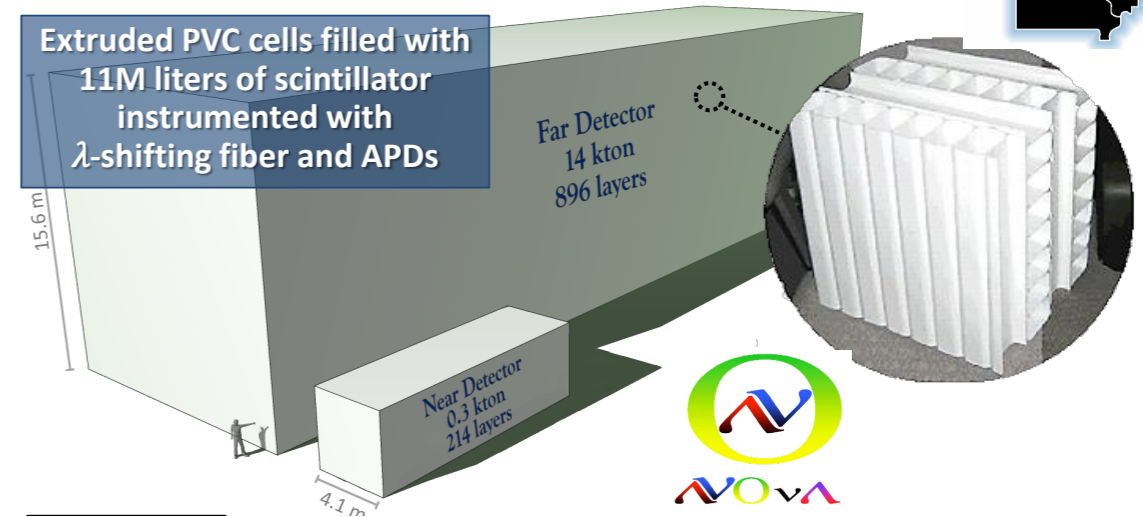 Extruded PVC cells filled with
11M liters of scintillator
instrumented with
λ-shifting fiber and APDs
Far Detector
14 kton
896 layers
15.6 m
Near Detector
0.3 kton
214 layers
4.1 m
NOνA